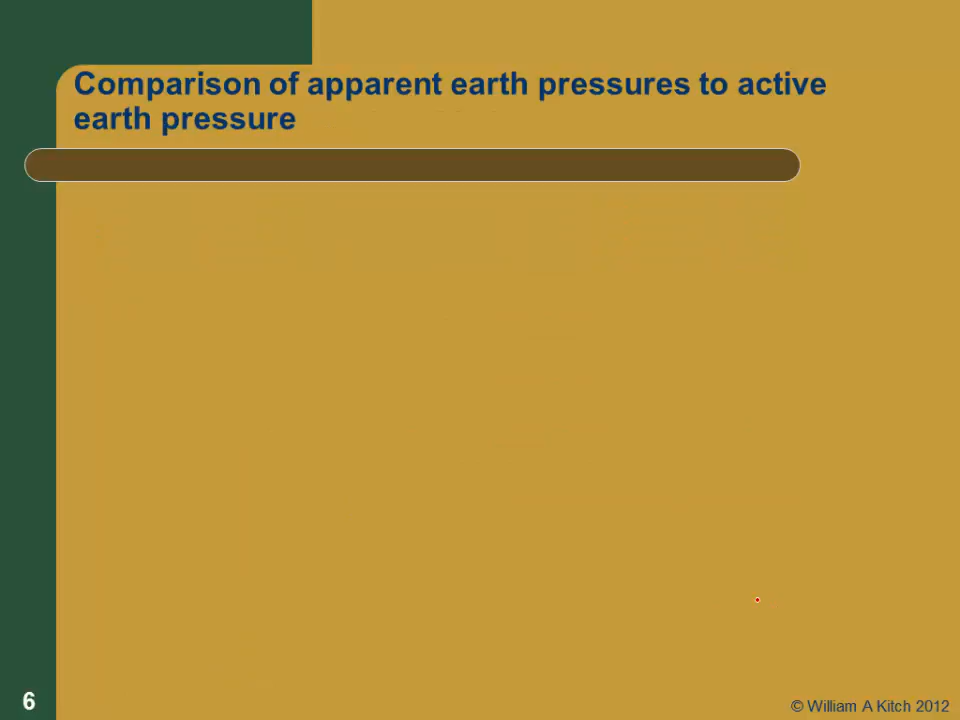 Comparison of apparent earth pressures to active
earth pressure
6
© William A Kitch 2012